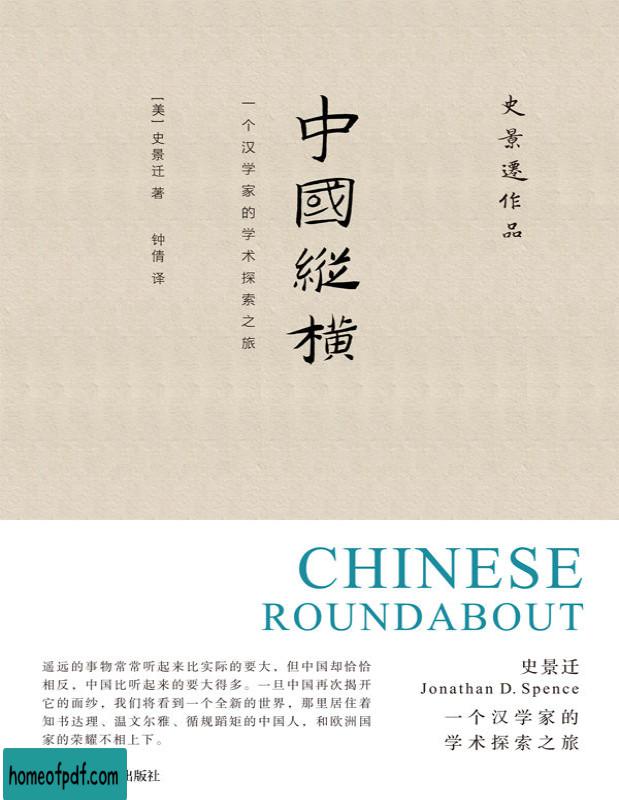 史景遷作品
中國縱橫
一个汉学家的学术探索之旅
[美] 史景迁 著 钟倩 译
CHINESE
ROUNDABOUT
遥远的事物常常听起来比实际的要大，但中国却恰恰
相反，中国比听起来的要大得多。一旦中国再次揭开
它的面纱，我们将看到一个全新的世界，那里居住着
知书达理、温文尔雅、循规蹈矩的中国人，和欧洲国
家的荣耀不相上下。
史景迁
Jonathan D. Spence
一个汉学家的
学术探索之旅
homeofpdf.com
出版社